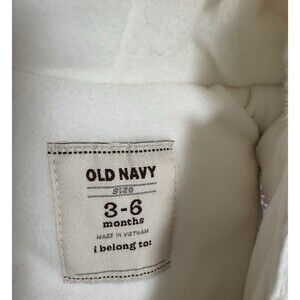 OLD NAVY
SIZE
3-6
months
MADE IN VIETNAM
i belong to: